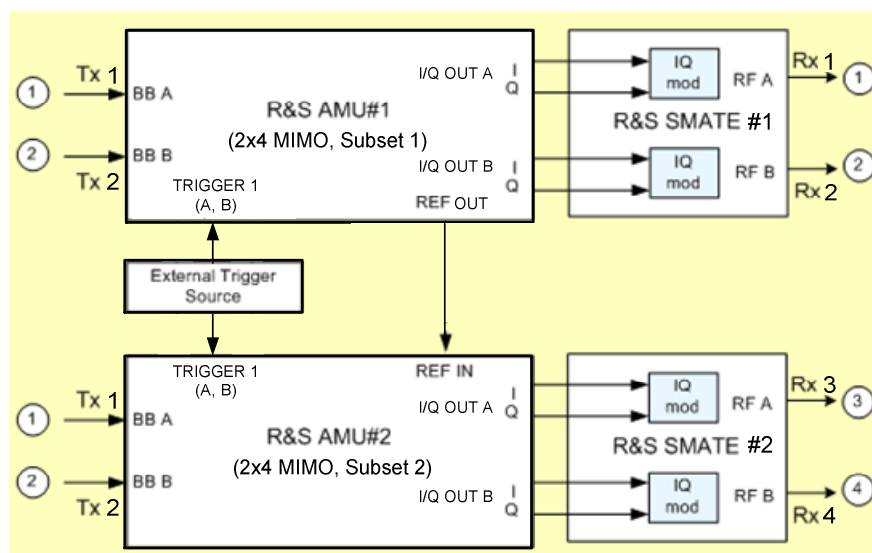 Tx 1
1
BB A
2
BB B
Tx 2
R&S AMU#1
(2x4 MIMO, Subset 1)
TRIGGER 1
(A, B)
I/Q OUT A
I
Q
I/Q OUT B
I
Q
REF OUT
IQ
mod
RF A
R&S SMATE #1
IQ
mod
RF B
Rx 1
1
2
Rx 2
External Trigger
Source
TRIGGER 1
(A, B)
REF IN
Tx 1
1
BB A
2
BB B
Tx 2
R&S AMU#2
(2x4 MIMO, Subset 2)
I/Q OUT A
I
Q
I/Q OUT B
I
Q
IQ
mod
RF A
R&S SMATE #2
IQ
mod
RF B
Rx 3
3
4
Rx 4